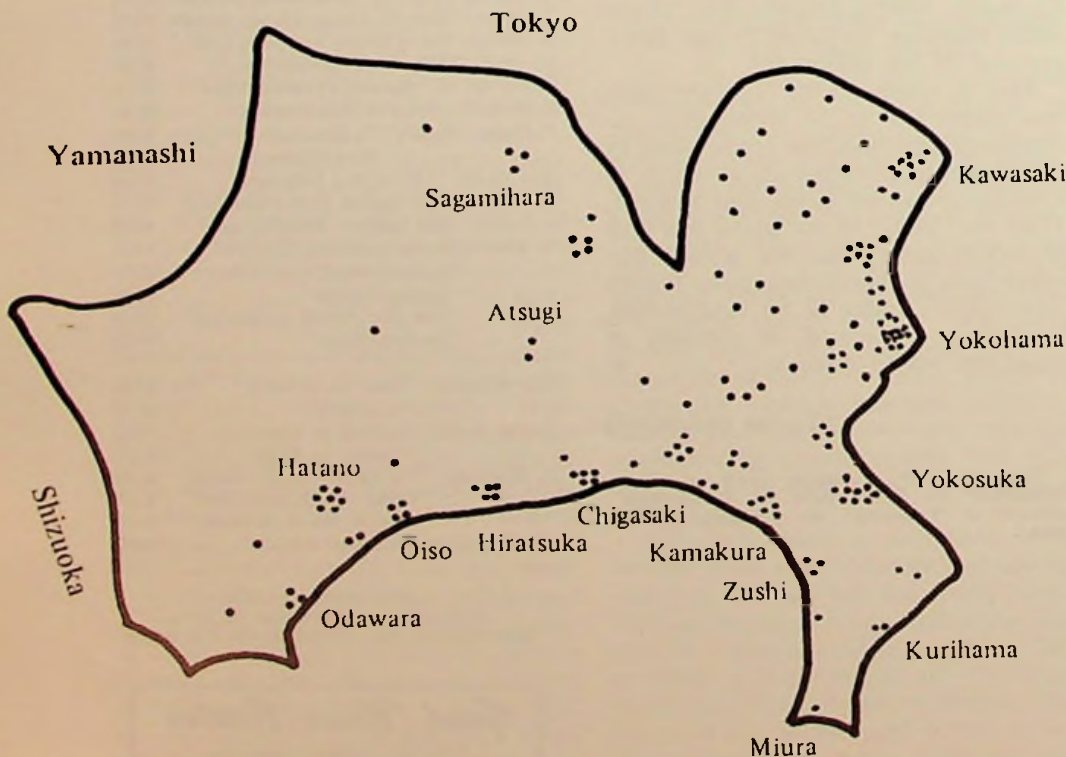 Tokyo
Yamanashi
Kawasaki
Sagamihara
Atsugi
Yokohama
Hatano
Yokosuka
Shizuoka
Chigasaki
Ōiso
Hiratsuka
Kamakura
Zushi
Odawara
Kurihama
Miura